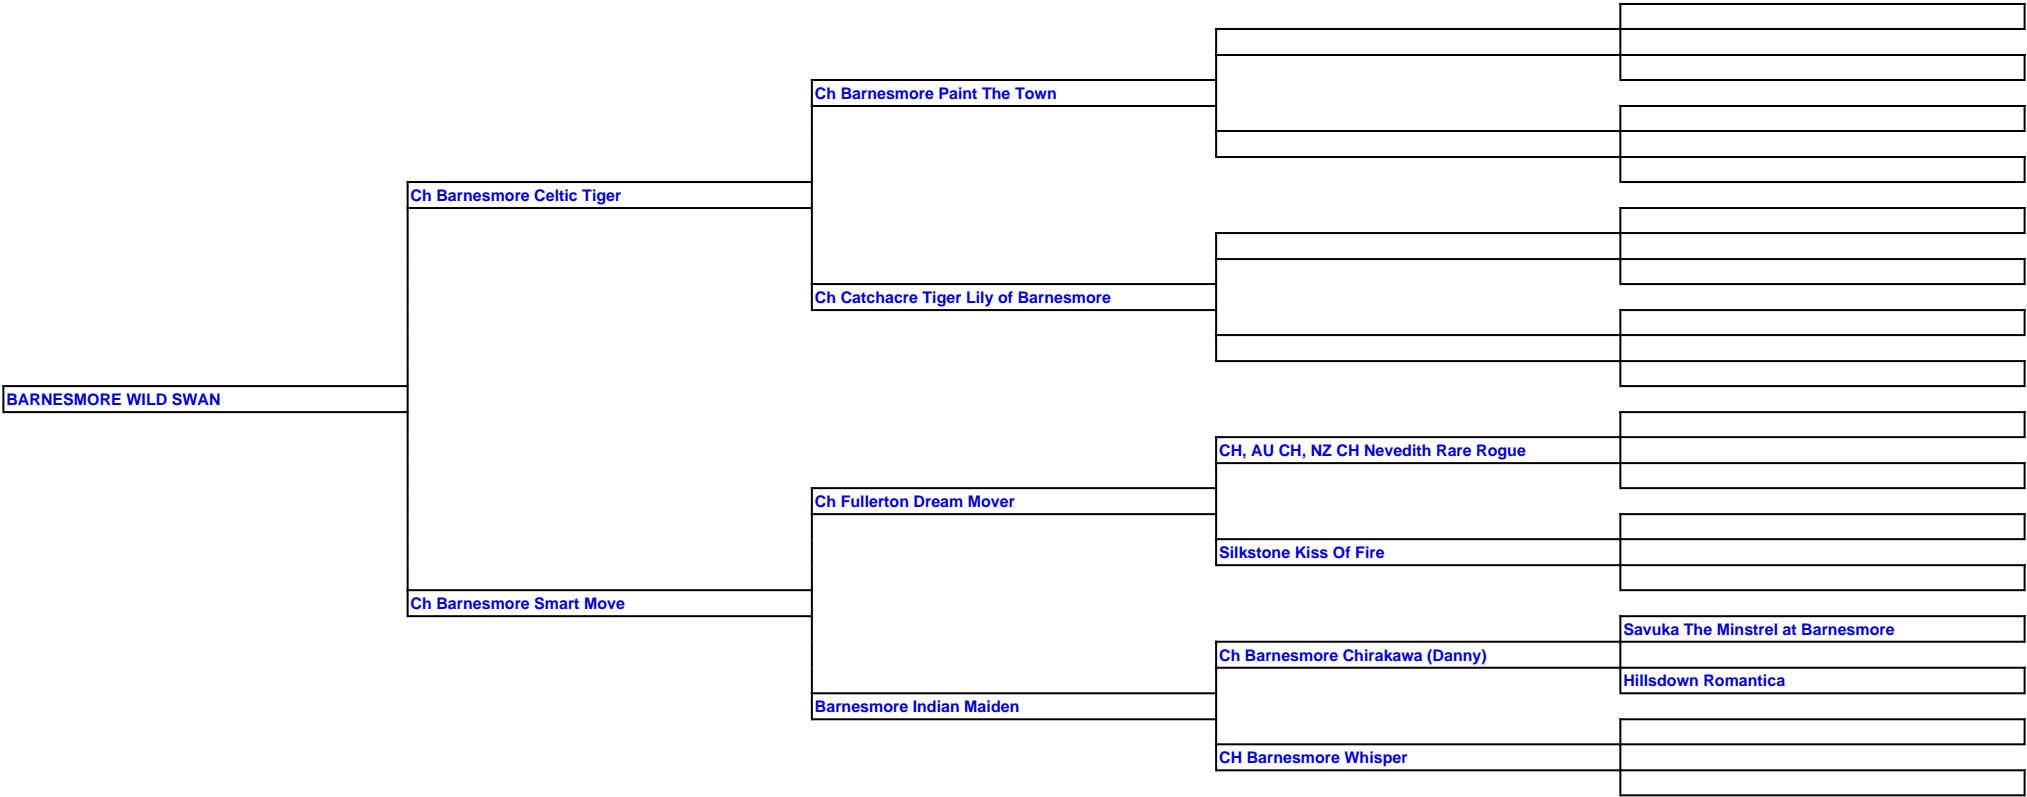 Ch Barnesmore Paint The Town
Ch Barnesmore Celtic Tiger
Ch Catchacre Tiger Lily of Barnesmore
BARNESMORE WILD SWAN
CH, AU CH, NZ CH Nevedith Rare Rogue
Ch Fullerton Dream Mover
Silkstone Kiss Of Fire
Ch Barnesmore Smart Move
Savuka The Minstrel at Barnesmore
Ch Barnesmore Chirakawa (Danny)
Hillsdown Romantica
Barnesmore Indian Maiden
CH Barnesmore Whisper